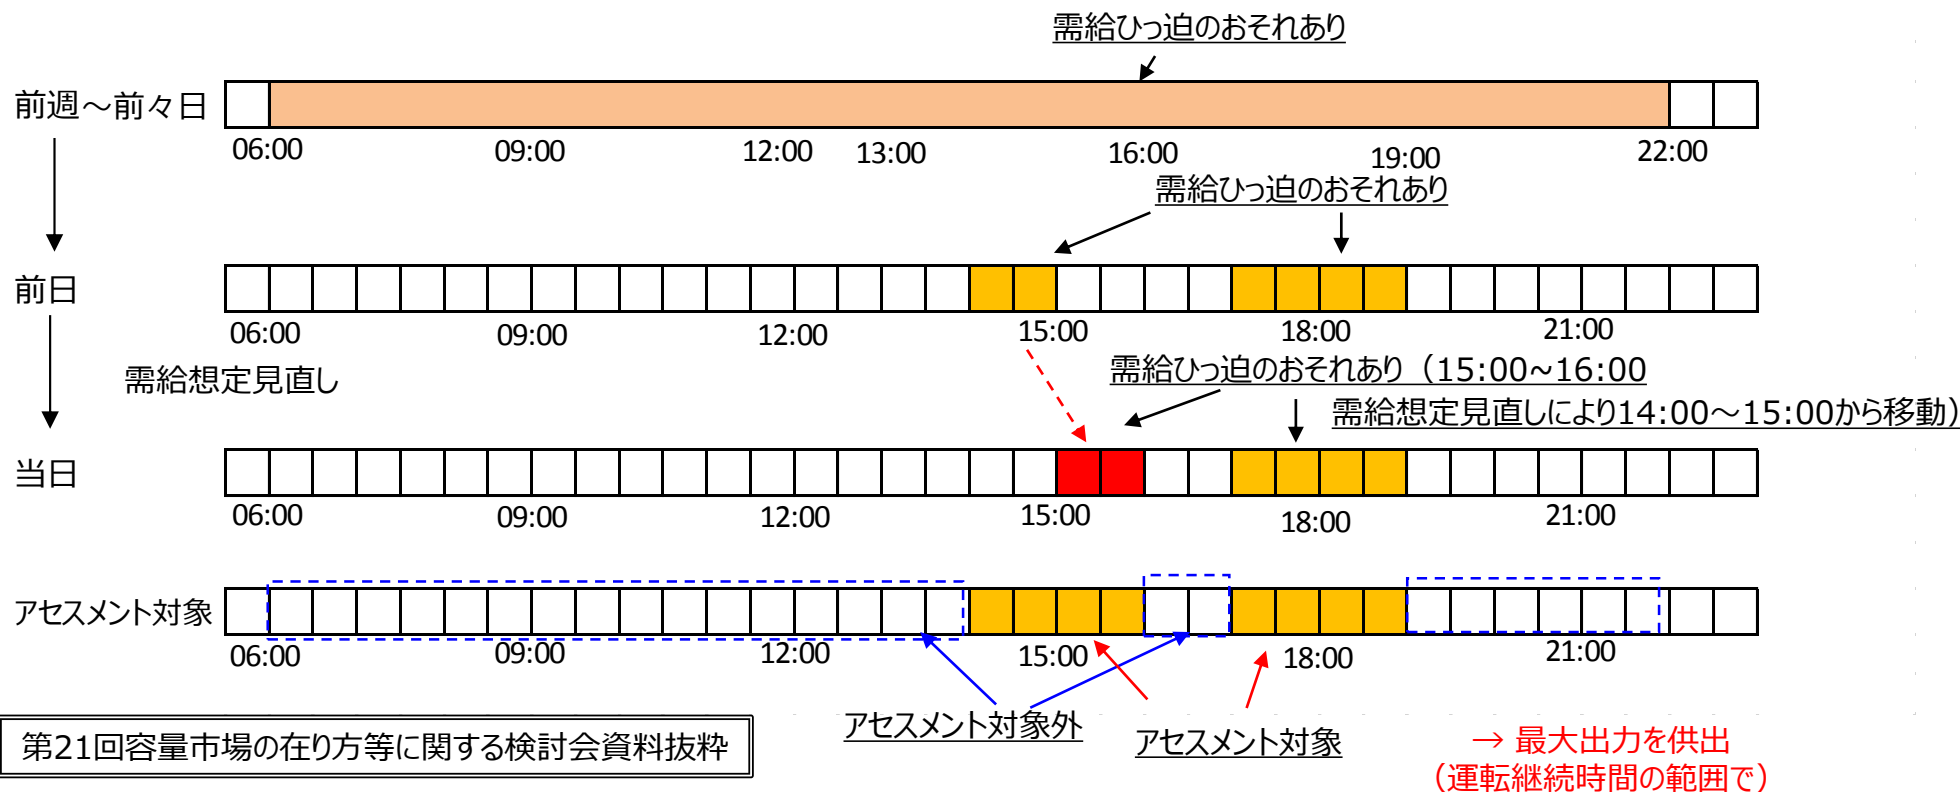 需給ひっ迫のおそれあり
前週～前々日
06:00 09:00 12:00 13:00 16:00 19:00 22:00
需給ひっ迫のおそれあり
前日
06:00 09:00 12:00 15:00 18:00 21:00
需給想定見直し
需給ひっ迫のおそれあり（15:00~16:00
需給想定見直しにより14:00～15:00から移動）
当日
06:00 09:00 12:00 15:00 18:00 21:00
アセスメント対象
06:00 09:00 12:00 15:00 18:00 21:00
アセスメント対象外
アセスメント対象
→ 最大出力を供出
（運転継続時間の範囲で）
第21回容量市場の在り方等に関する検討会資料抜粋